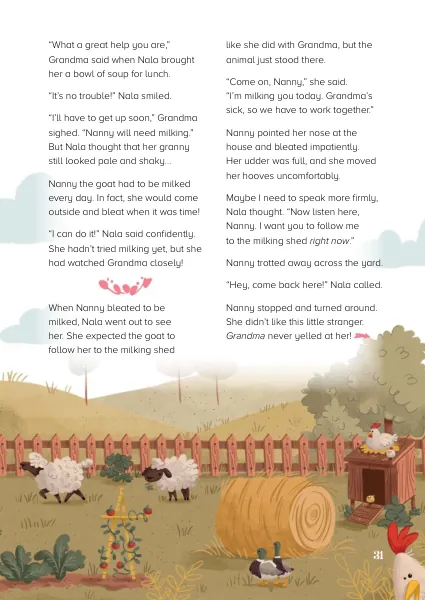 “What a great help you are,”
Grandma said when Nala brought
her a bowl of soup for lunch.
“It’s no trouble!” Nala smiled.
“I’ll have to get up soon,” Grandma
sighed. “Nanny will need milking.”
But Nala thought that her granny
still looked pale and shaky...
Nanny the goat had to be milked
every day. In fact, she would come
outside and bleat when it was time!
“I can do it!” Nala said confidently.
She hadn’t tried milking yet, but she
had watched Grandma closely!
When Nanny bleated to be
milked, Nala went out to see
her. She expected the goat to
follow her to the milking shed
like she did with Grandma, but the
animal just stood there.
“Come on, Nanny,” she said.
“I’m milking you today. Grandma’s
sick, so we have to work together.”
Nanny pointed her nose at the
house and bleated impatiently.
Her udder was full, and she moved
her hooves uncomfortably.
Maybe I need to speak more firmly,
Nala thought. “Now listen here,
Nanny. I want you to follow me
to the milking shed right now.”
Nanny trotted away across the yard.
“Hey, come back here!” Nala called.
Nanny stopped and turned around.
She didn’t like this little stranger.
Grandma never yelled at her!
31